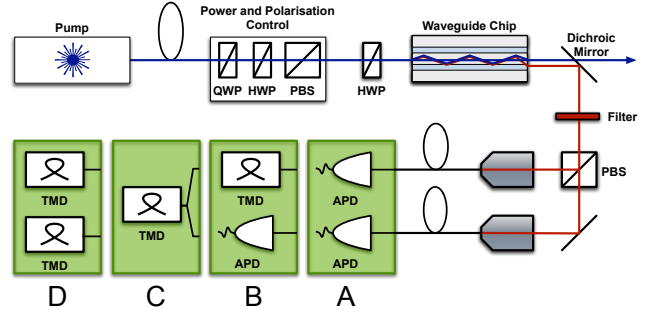 Power and Polarisation
Control
Pump
Waveguide Chip
Dichroic
Mirror
QWP HWP PBS
HWP
Filter
PBS
TMD
TMD
TMD
TMD
APD
APD
APD
D C B A